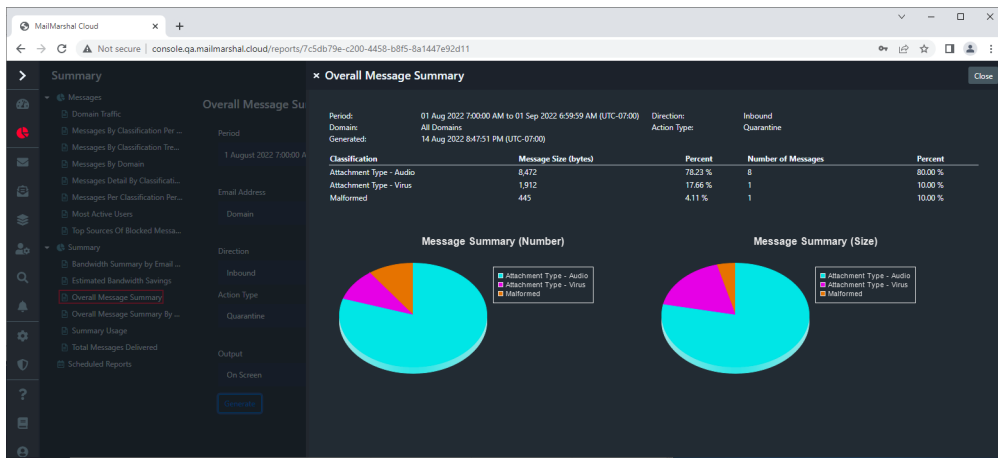 MailMarshal Cloud
Not secure | console.qa.mailmarshal.cloud/reports/7c5db79e-c200-4458-b8f5-8a1447e92d11
Summary
Messages
Domain Traffic
Messages By Classification Per ...
Messages By Classification Tre...
Messages By Domain
Messages Detail By Classificati...
Messages Per Classification Per...
Most Active Users
Top Sources Of Blocked Messa...
Summary
Bandwidth Summary by Email ...
Estimated Bandwidth Savings
Overall Message Summary
Overall Message Summary By ...
Summary Usage
Total Messages Delivered
Scheduled Reports
Overall Message Su
Period
1 August 2022 7:00:00 A
Email Address
Domain
Direction
Inbound
Action Type
Quarantine
Output
On Screen
Generate
× Overall Message Summary
Close
Period: 01 Aug 2022 7:00:00 AM to 01 Sep 2022 6:59:59 AM (UTC-07:00) Direction: Inbound
Domain: All Domains Action Type: Quarantine
Generated: 14 Aug 2022 8:47:51 PM (UTC-07:00)
Classification Message Size (bytes) Percent Number of Messages Percent
Attachment Type - Audio 8,472 78.23 % 8 80.00 %
Attachment Type - Virus 1,912 17.66 % 1 10.00 %
Malformed 445 4.11 % 1 10.00 %
Message Summary (Number)
Attachment Type - Audio
Attachment Type - Virus
Malformed
Message Summary (Size)
Attachment Type - Audio
Attachment Type - Virus
Malformed